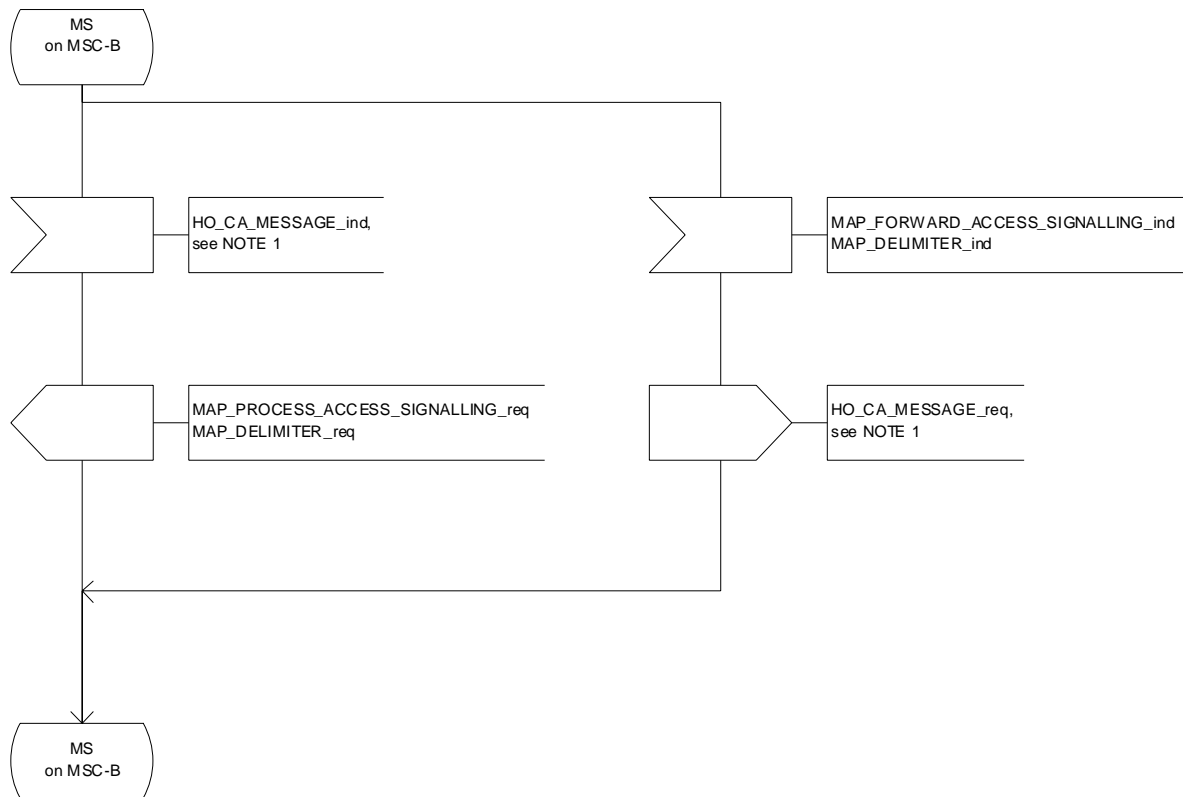 MS
on MSC-B
HO_CA_MESSAGE_ind,
see NOTE 1
MAP_FORWARD_ACCESS_SIGNALLING_ind
MAP_DELIMITER_ind
MAP_PROCESS_ACCESS_SIGNALLING_req
MAP_DELIMITER_req
HO_CA_MESSAGE_req,
see NOTE 1
MS
on MSC-B